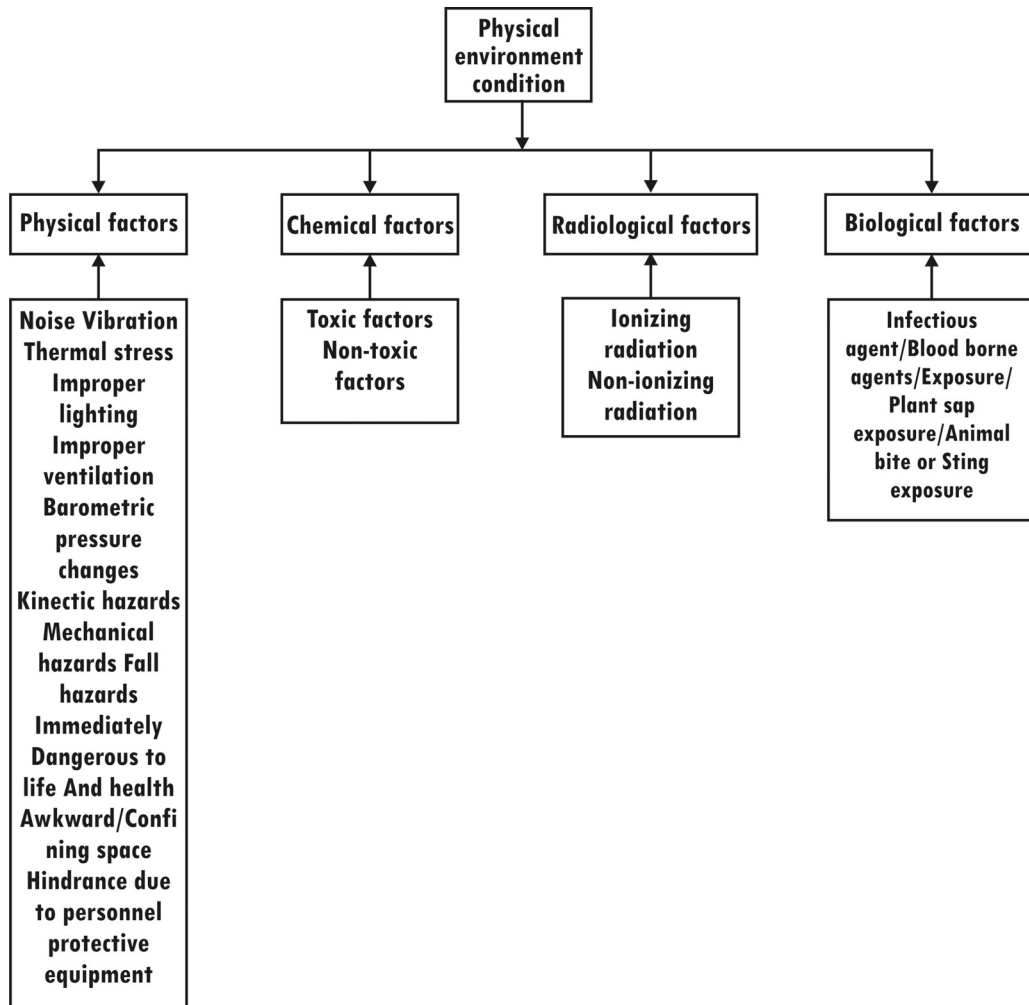 Physical
environment
condition
Physical factors
Chemical factors
Radiological factors
Biological factors
Noise Vibration
Thermal stress
Improper
lighting
Improper
ventilation
Barometric
pressure
changes
Kinectic hazards
Mechanical
hazards Fall
hazards
Immediately
Dangerous to
life And health
Awkward/Confi
ning space
Hindrance due
to personnel
protective
equipment
Toxic factors
Non-toxic
factors
Ionizing
radiation
Non-ionizing
radiation
Infectious
agent/Blood borne
agents/Exposure/
Plant sap
exposure/Animal
bite or Sting
exposure